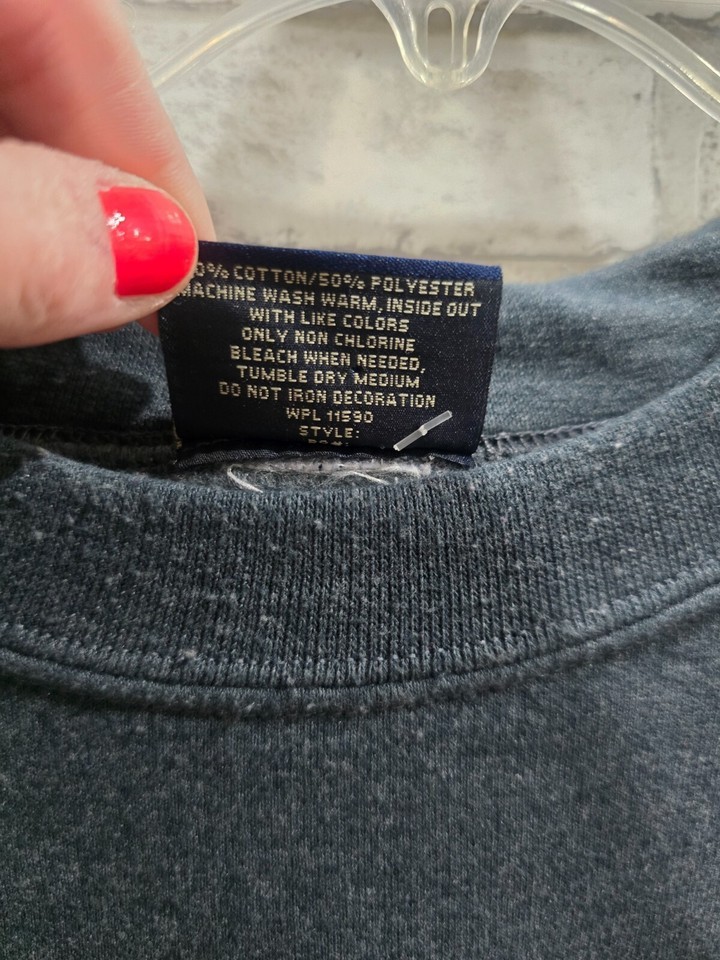 0% COTTON/50% POLYESTER
MACHINE WASH WARM, INSIDE OUT
WITH LIKE COLORS
ONLY NON CHLORINE
BLEACH WHEN NEEDED,
TUMBLE DRY MEDIUM
DO NOT IRON DECORATION
WPL 11590
STYLE: